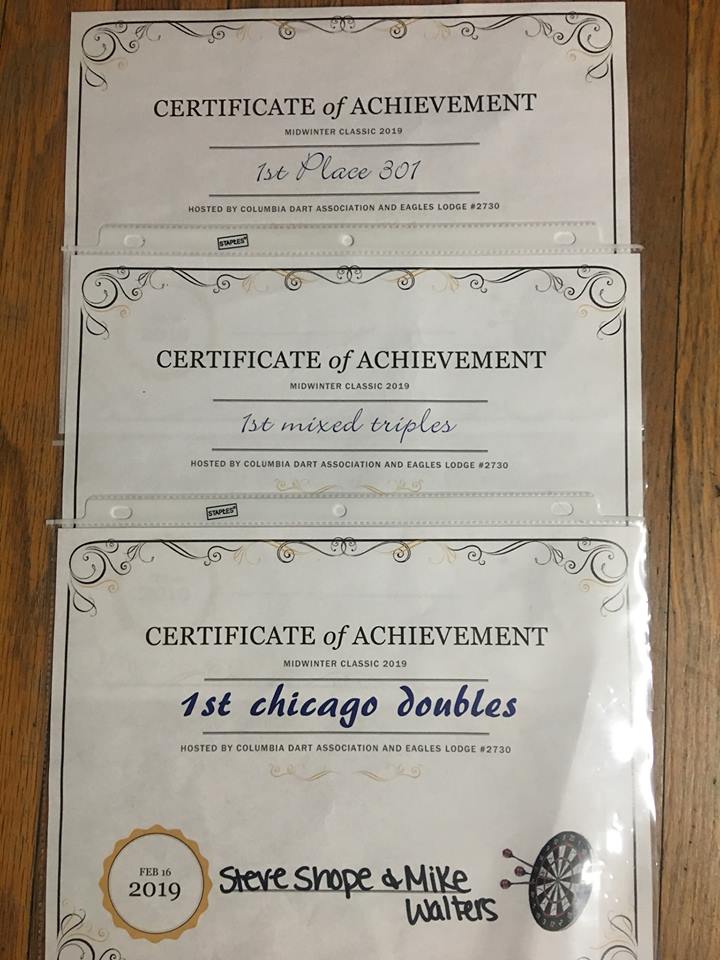 CERTIFICATE of ACHIEVEMENT
MIDWINTER CLASSIC 2019
1st Place 301
HOSTED BY COLUMBIA DART ASSOCIATION AND EAGLES LODGE #2730
STAPLES
CERTIFICATE of ACHIEVEMENT
MIDWINTER CLASSIC 2019
1st mixed triples
HOSTED BY COLUMBIA DART ASSOCIATION AND EAGLES LODGE #2730
STAPLES
CERTIFICATE of ACHIEVEMENT
MIDWINTER CLASSIC 2019
1st chicago doubles
HOSTED BY COLUMBIA DART ASSOCIATION AND EAGLES LODGE #2730
FEB 16
2019
Steve Shope & Mike
Walters